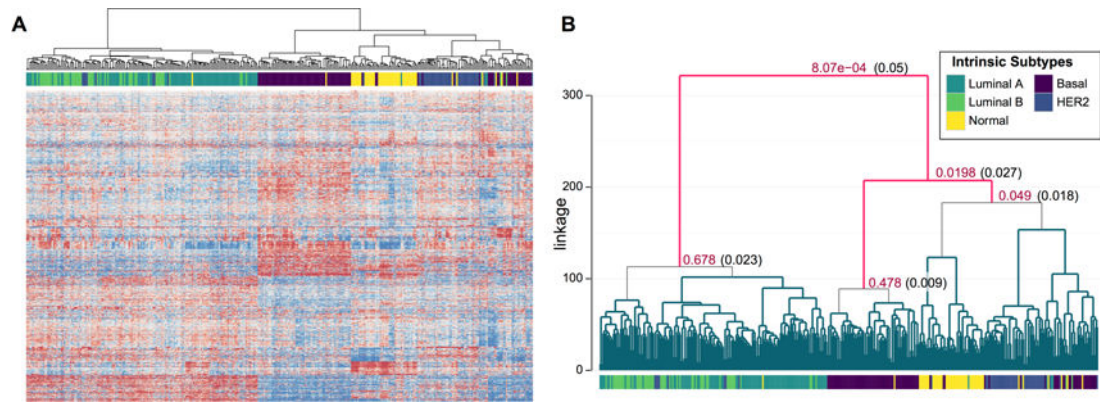 A
B
Intrinsic Subtypes
Luminal A Basal
Luminal B HER2
Normal
8.07e−04 (0.05)
300
0.0198 (0.027)
200
0.049 (0.018)
linkage
0.678 (0.023)
100
0.478 (0.009)
0